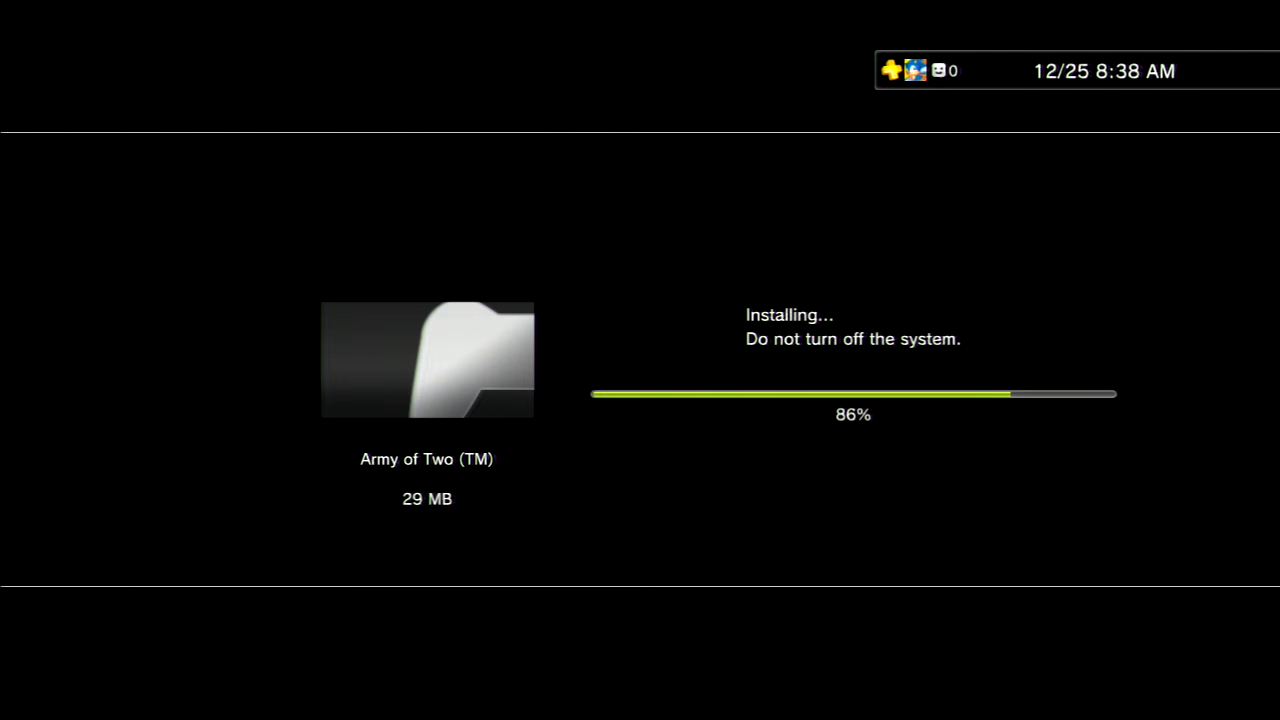 0 12/25 8:38 AM
Installing...
Do not turn off the system.
86%
Army of Two (TM)
29 MB